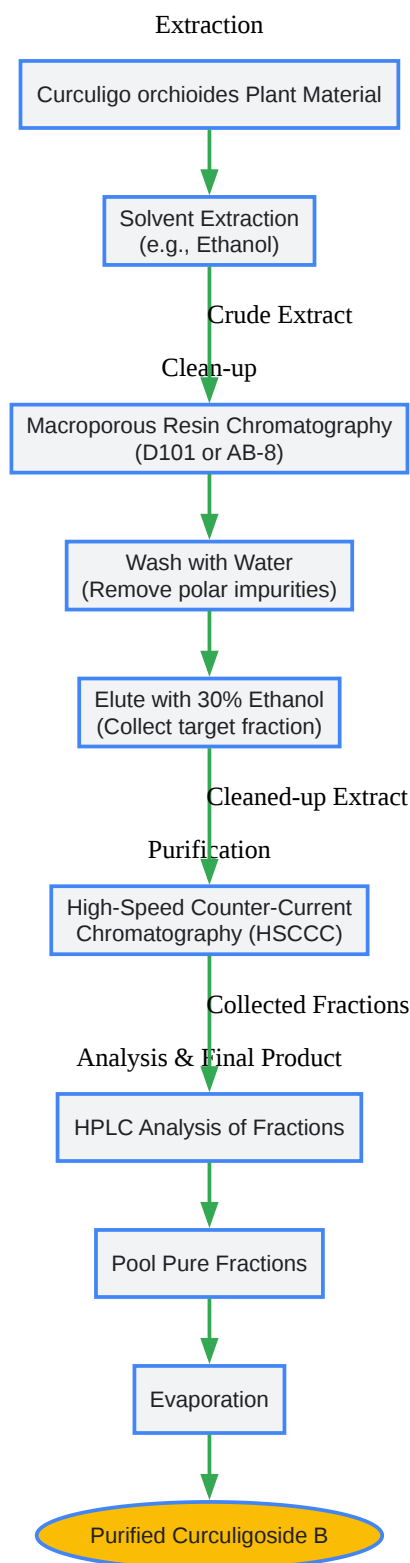 Extraction
Curculigo orchioides Plant Material
Solvent Extraction
(e.g., Ethanol)
Crude Extract
Clean-up
Macroporous Resin Chromatography
(D101 or AB-8)
Wash with Water
(Remove polar impurities)
Elute with 30% Ethanol
(Collect target fraction)
Cleaned-up Extract
Purification
High-Speed Counter-Current
Chromatography (HSCCC)
Collected Fractions
Analysis & Final Product
HPLC Analysis of Fractions
Pool Pure Fractions
Evaporation
Purified Curculigoside B